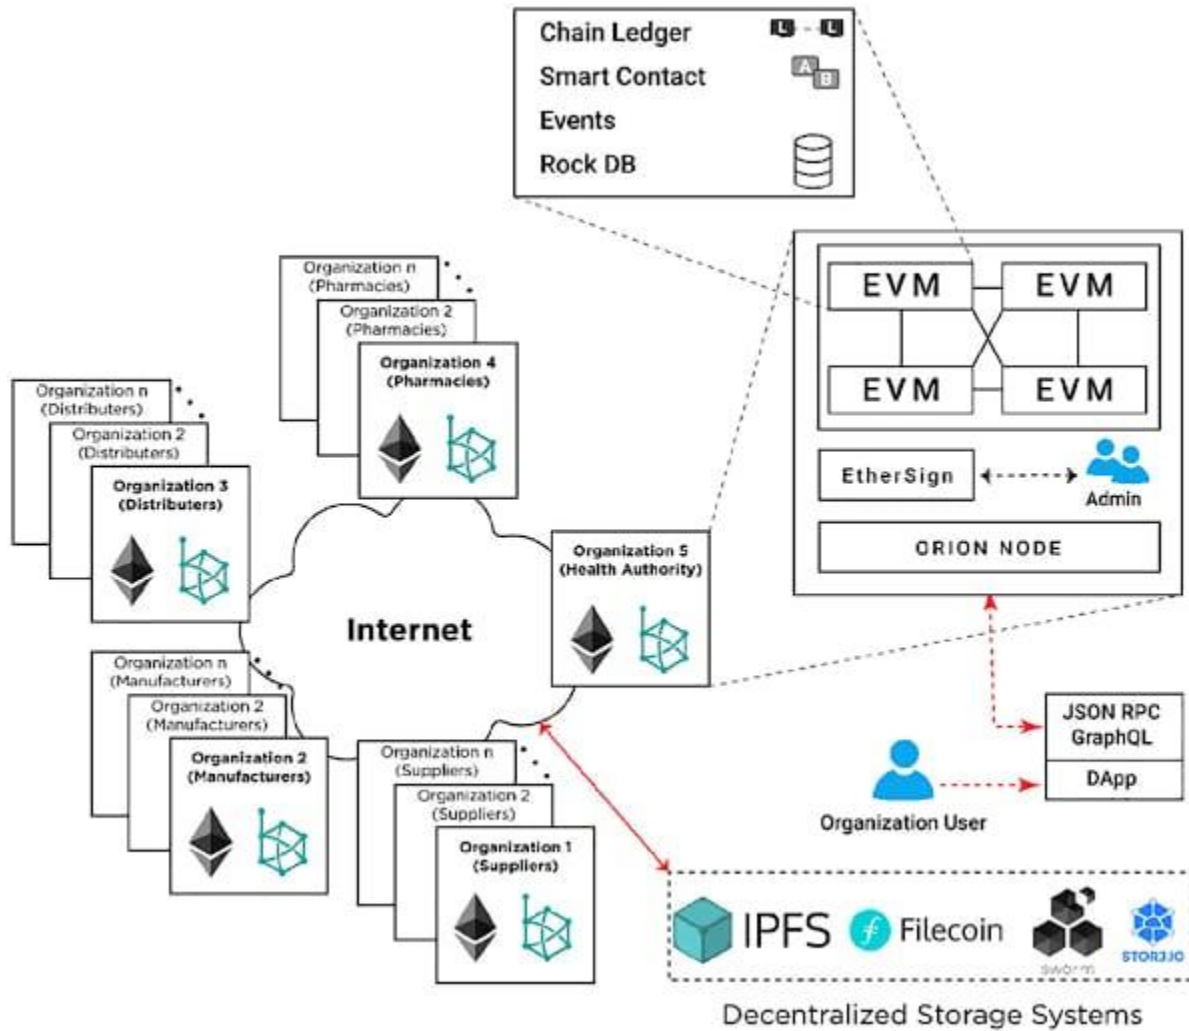 Chain Ledger
Smart Contact
Events
Rock DB
A
B
EVM
EVM
EVM
EVM
EtherSign
Admin
ORION NODE
Organization n
(Pharmacies)
Organization 2
(Pharmacies)
Organization 4
(Pharmacies)
Organization n
(Distributers)
Organization 2
(Distributers)
Organization 3
(Distributers)
Organization 5
(Health Authority)
Internet
Organization n
(Manufacturers)
Organization 2
(Manufacturers)
Organization 2
(Manufacturers)
Organization n
(Suppliers)
Organization 2
(Suppliers)
Organization 1
(Suppliers)
JSON RPC
GraphQL
DApp
Organization User
IPFS
Filecoin
swarm
STORJ.IO
Decentralized Storage Systems